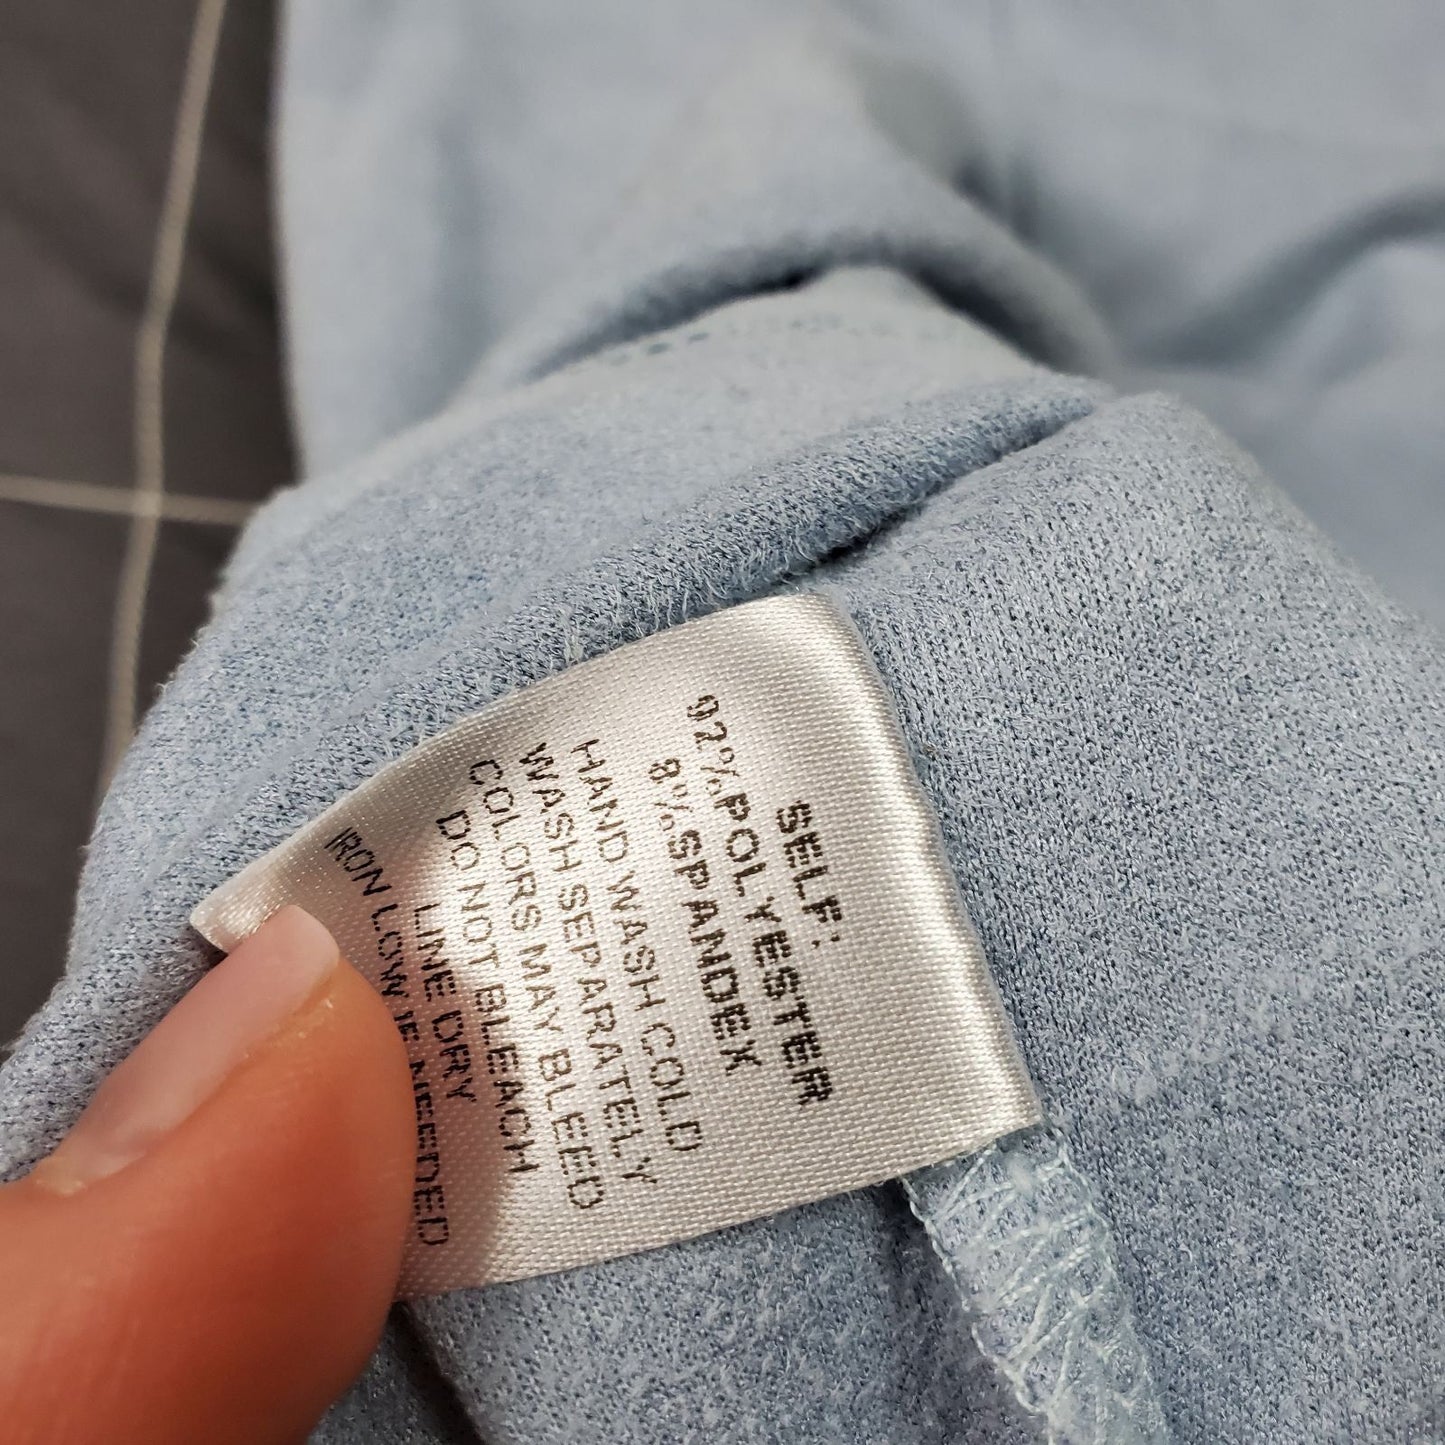 SELF:
92%POLYESTER
8%SPANDEX
HAND WASH COLD
WASH SEPARATELY
COLORS MAY BLEED
DO NOT BLEACH
LINE DRY
IRON LOW IF NEEDED